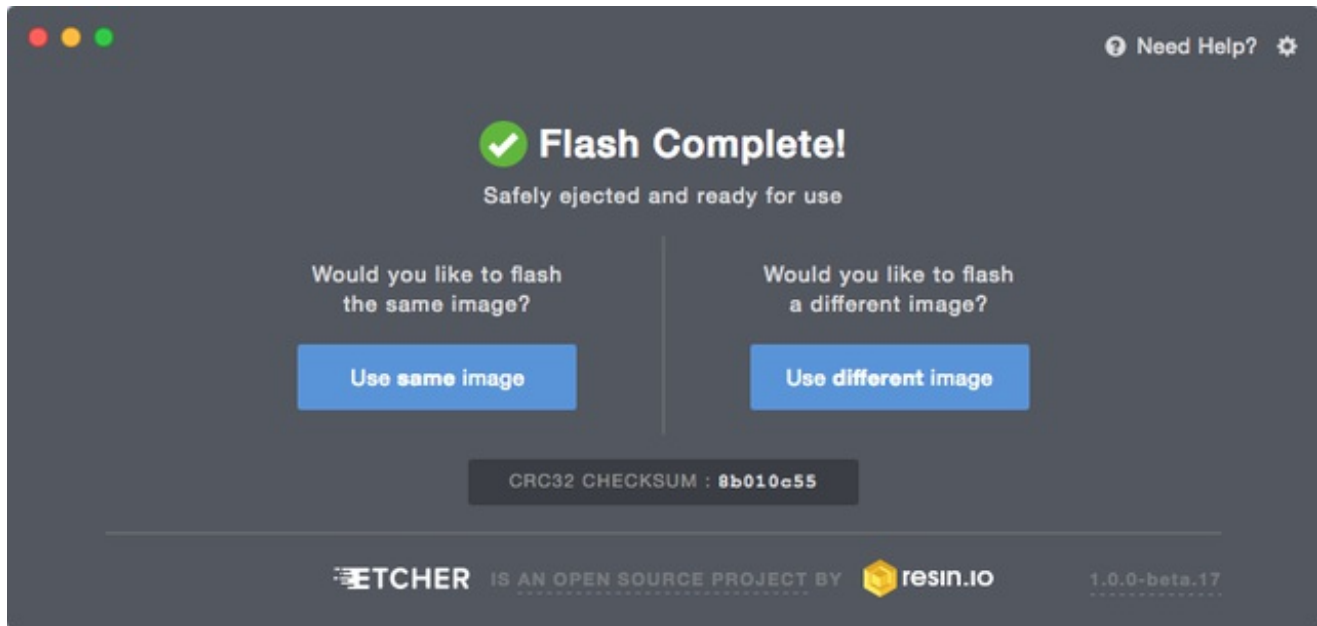 Need Help?
Flash Complete!
Safely ejected and ready for use
Would you like to flash
the same image?
Use same image
Would you like to flash
a different image?
Use different image
CRC32 CHECKSUM : 8b010c55
ETCHER IS AN OPEN SOURCE PROJECT BY resin.io 1.0.0-beta.17